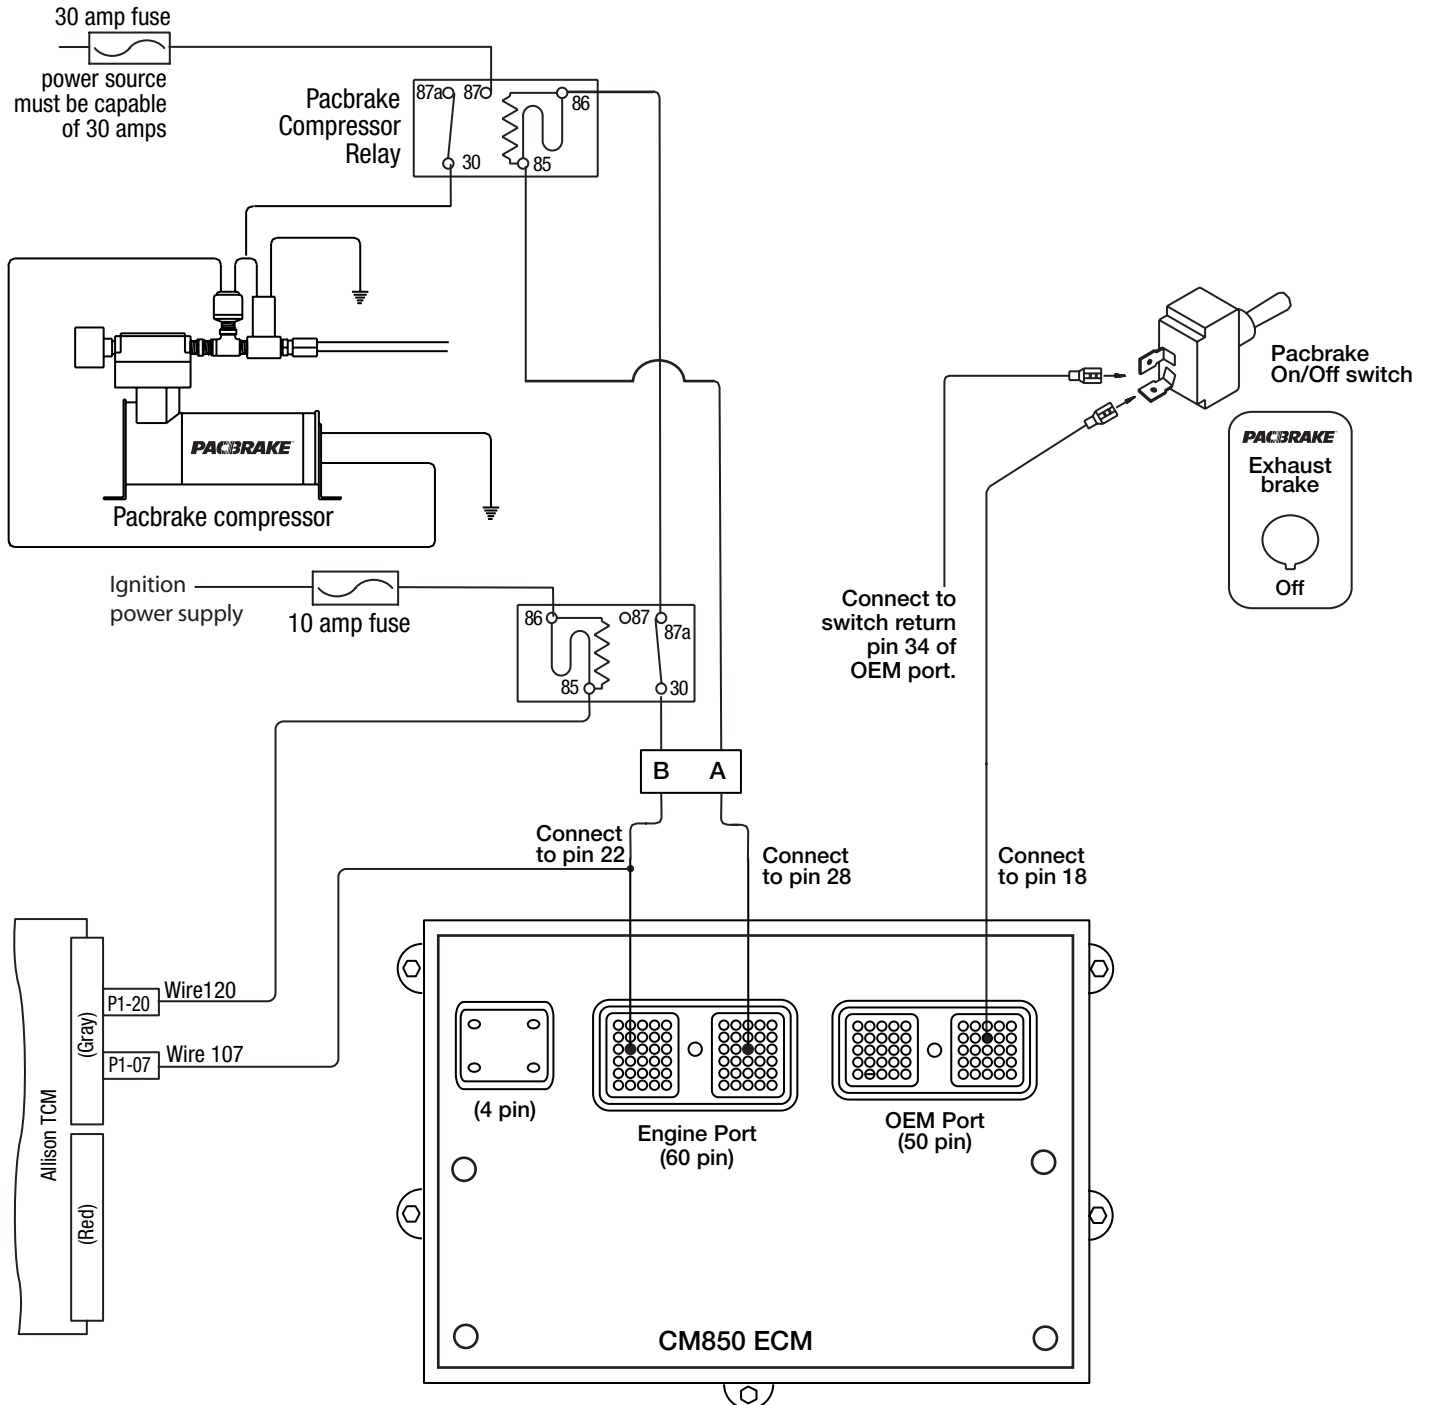 30 amp fuse
power source
must be capable
of 30 amps
Pacbrake
Compressor
Relay
87a 87
86
30
85
PACBRAKE
Pacbrake compressor
Pacbrake
On/Off switch
PACBRAKE
Exhaust
brake
Off
Ignition
power supply
10 amp fuse
86
87
87a
85
30
Connect to
switch return
pin 34 of
OEM port.
B A
Connect
to pin 22
Connect
to pin 28
Connect
to pin 18
Allison TCM
(Gray)
(Red)
P1-20
Wire120
P1-07
Wire 107
(4 pin)
Engine Port
(60 pin)
OEM Port
(50 pin)
CM850 ECM